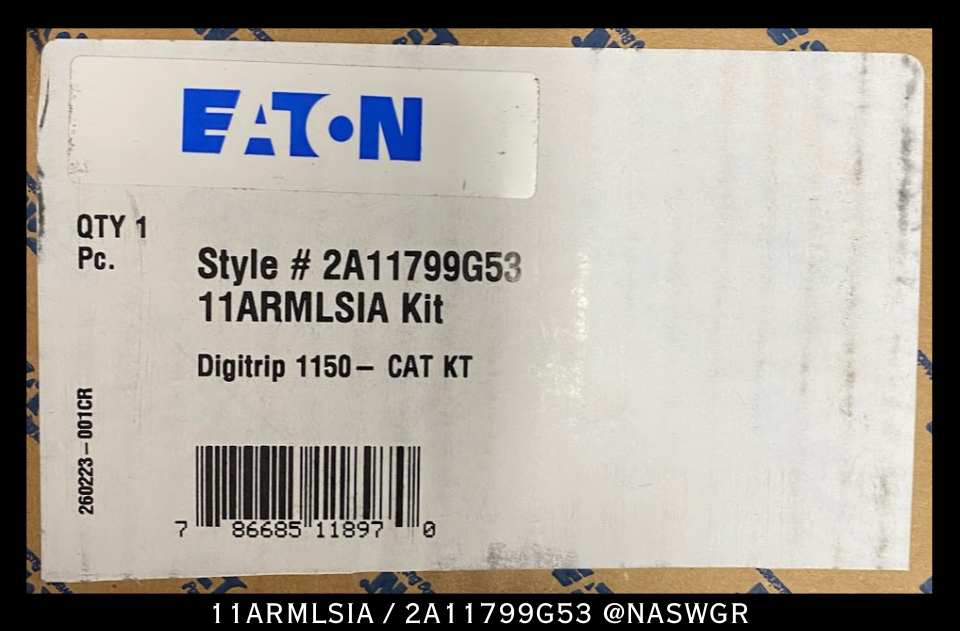 EATON
QTY 1
Pc.
Style # 2A11799G53
11ARMLSIA Kit
Digitrip 1150- CAT KT
260223-001CR
7 86685 11897 0
11ARMLSIA / 2A11799G53 @NASWGR